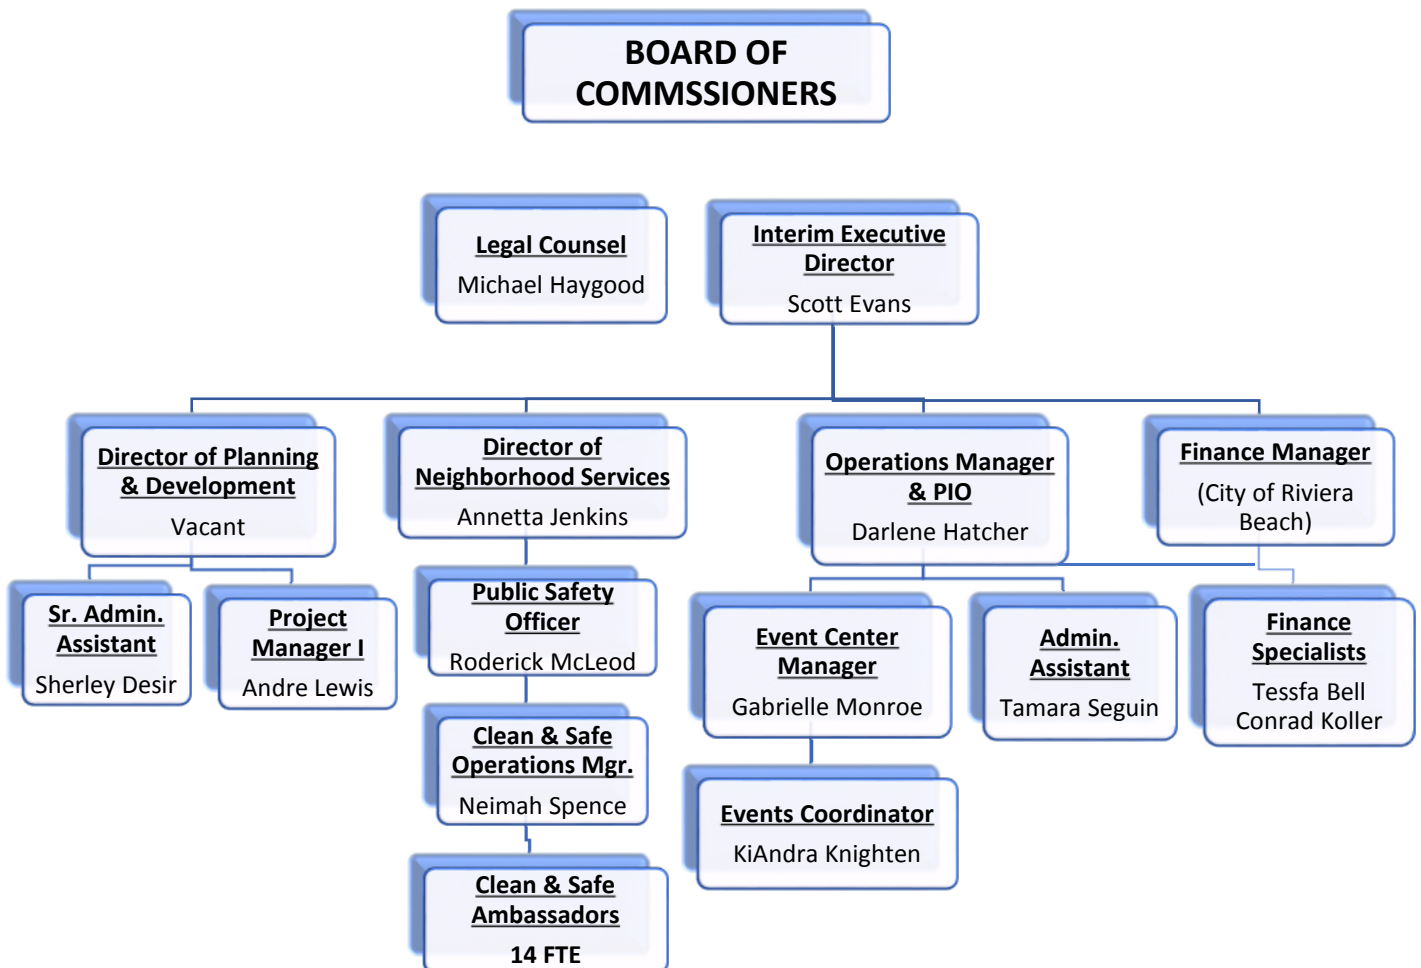 BOARD OF
COMMSSIONERS
Legal Counsel
Michael Haygood
Interim Executive
Director
Scott Evans
Director of Planning
& Development
Vacant
Director of
Neighborhood Services
Annetta Jenkins
Operations Manager
& PIO
Darlene Hatcher
Finance Manager
(City of Riviera
Beach)
Sr. Admin.
Assistant
Sherley Desir
Project
Manager I
Andre Lewis
Public Safety
Officer
Roderick McLeod
Event Center
Manager
Gabrielle Monroe
Admin.
Assistant
Tamara Seguin
Finance
Specialists
Tessfa Bell
Conrad Koller
Clean & Safe
Operations Mgr.
Neimah Spence
Events Coordinator
KiAndra Knighten
Clean & Safe
Ambassadors
14 FTE